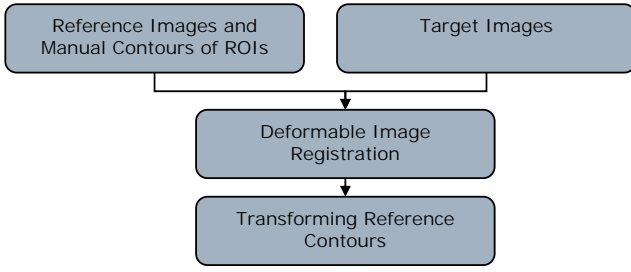 Reference Images and
Manual Contours of ROIs
Target Images
Deformable Image
Registration
Transforming Reference
Contours